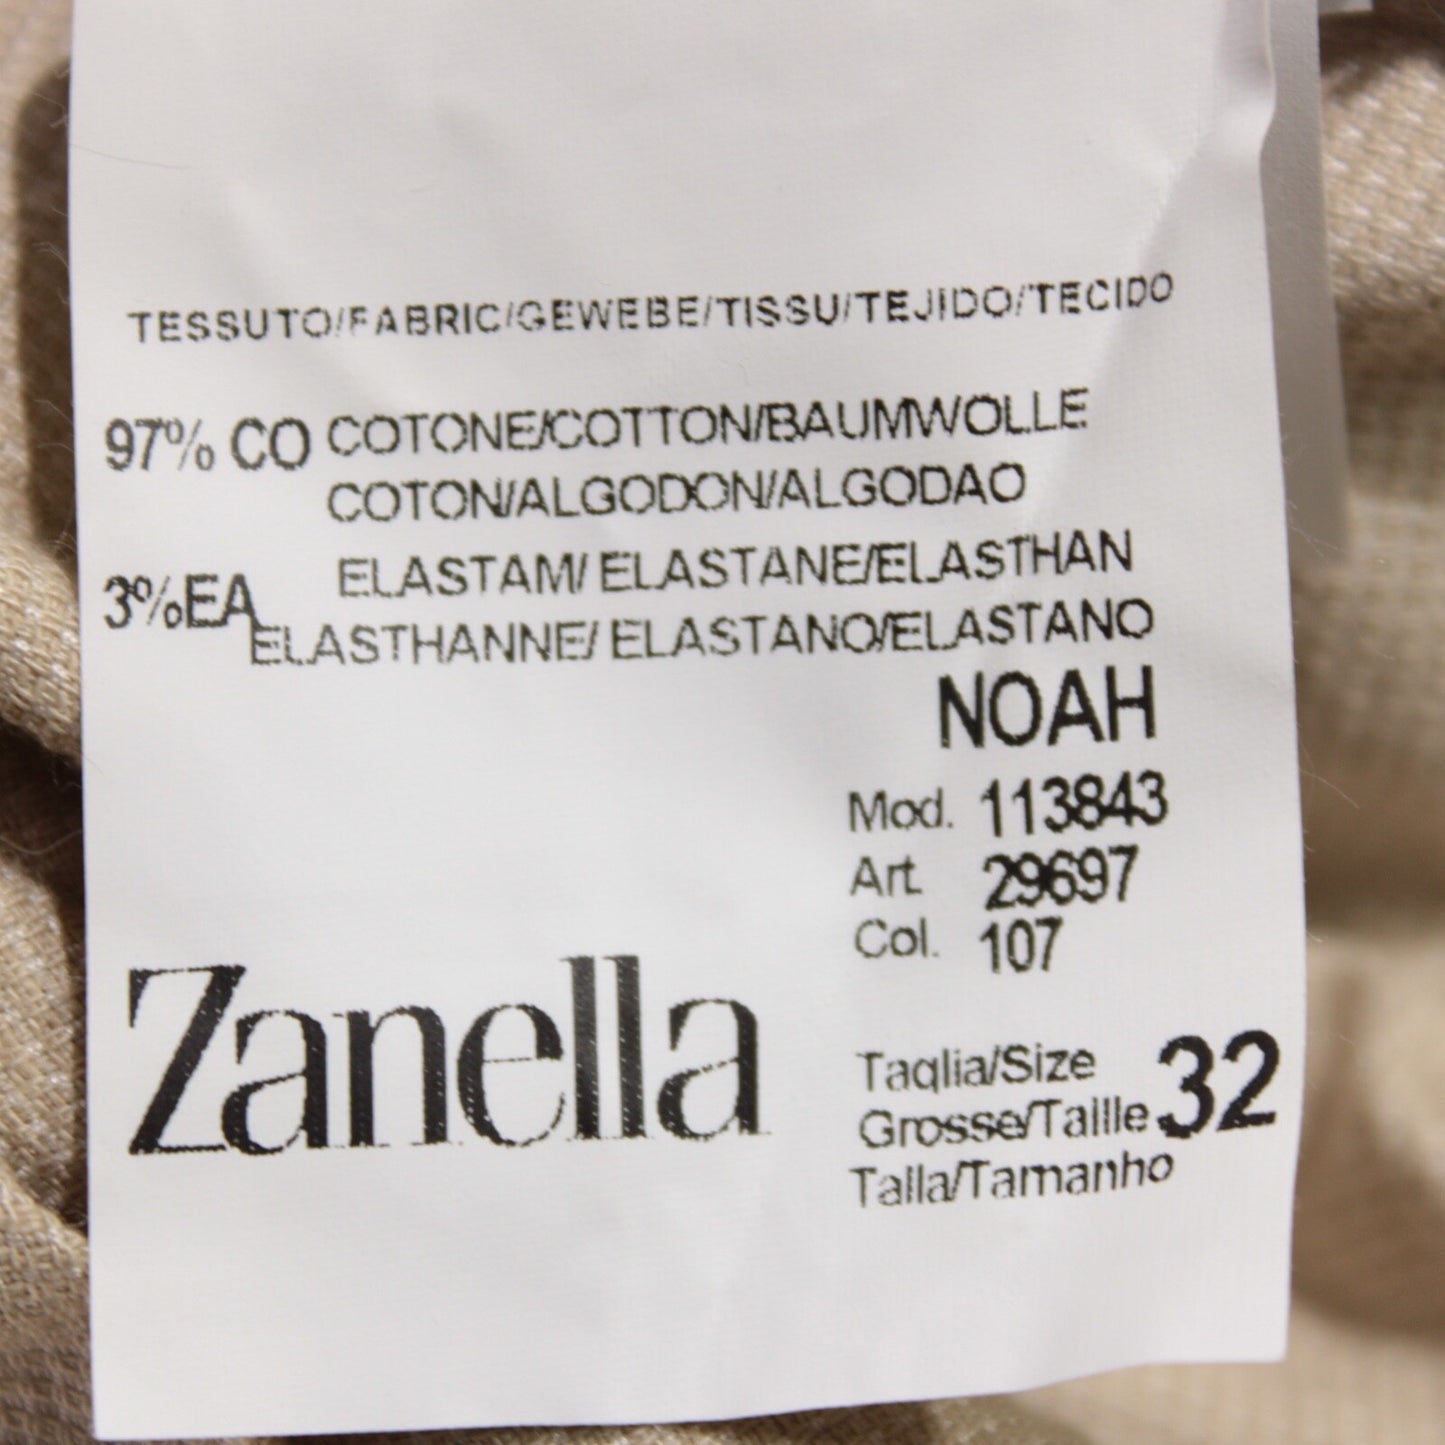 TESSUTO/FABRIC/GEWEBE/TISSU/TEJIDO/TECIDO
97% CO COTONE/COTTON/BAUMWOLLE
COTON/ALGODON/ALGODAO
3%EA ELASTAM/ ELASTANE/ELASTHAN
ELASTHANNE/ ELASTANO/ELASTANO
NOAH
Mod. 113843
Art. 29697
Col. 107
Zanella
Taqlia/Size
Grosse/Tallle 32
Talla/Tamanho